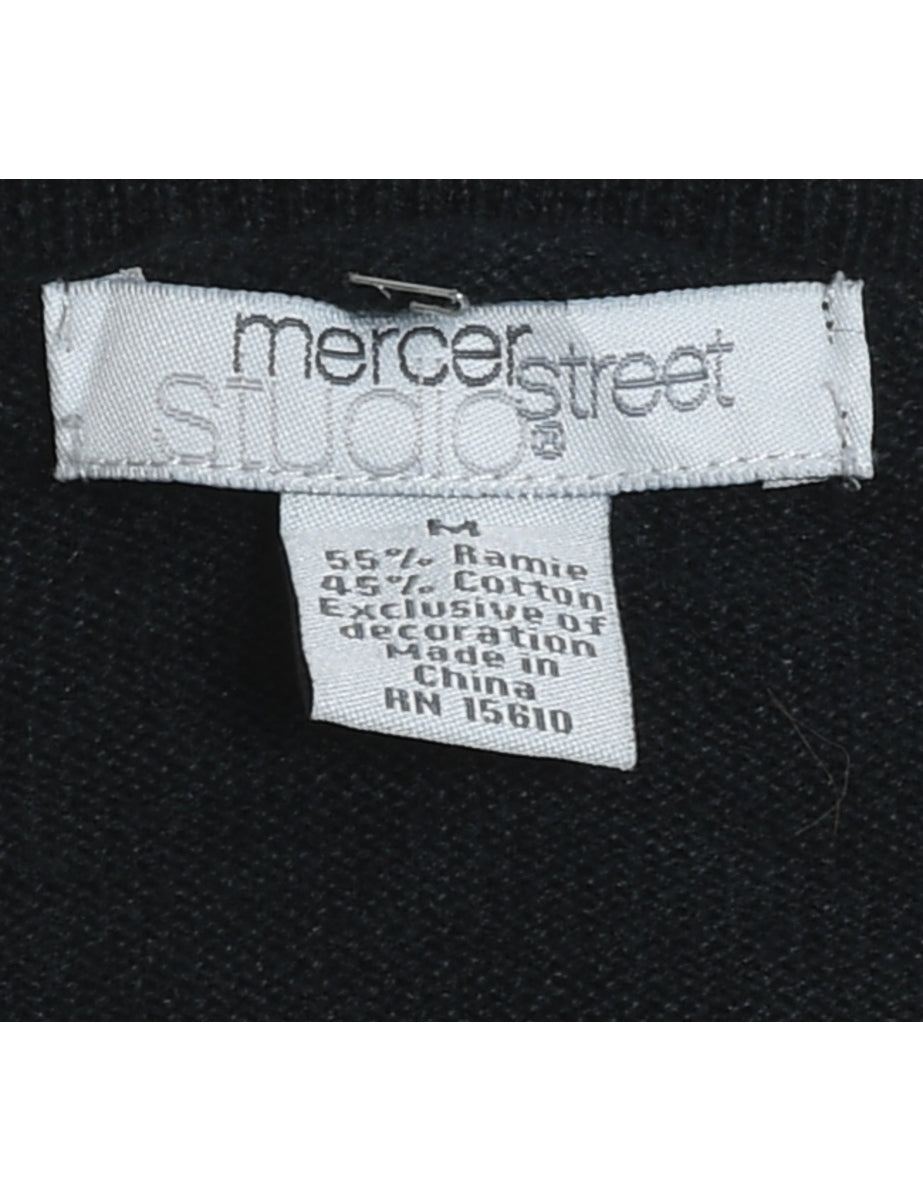 mercer street
studio®
M
55% Ramie
45% Cotton
Exclusive of
decoration
Made in
China
RN 15610